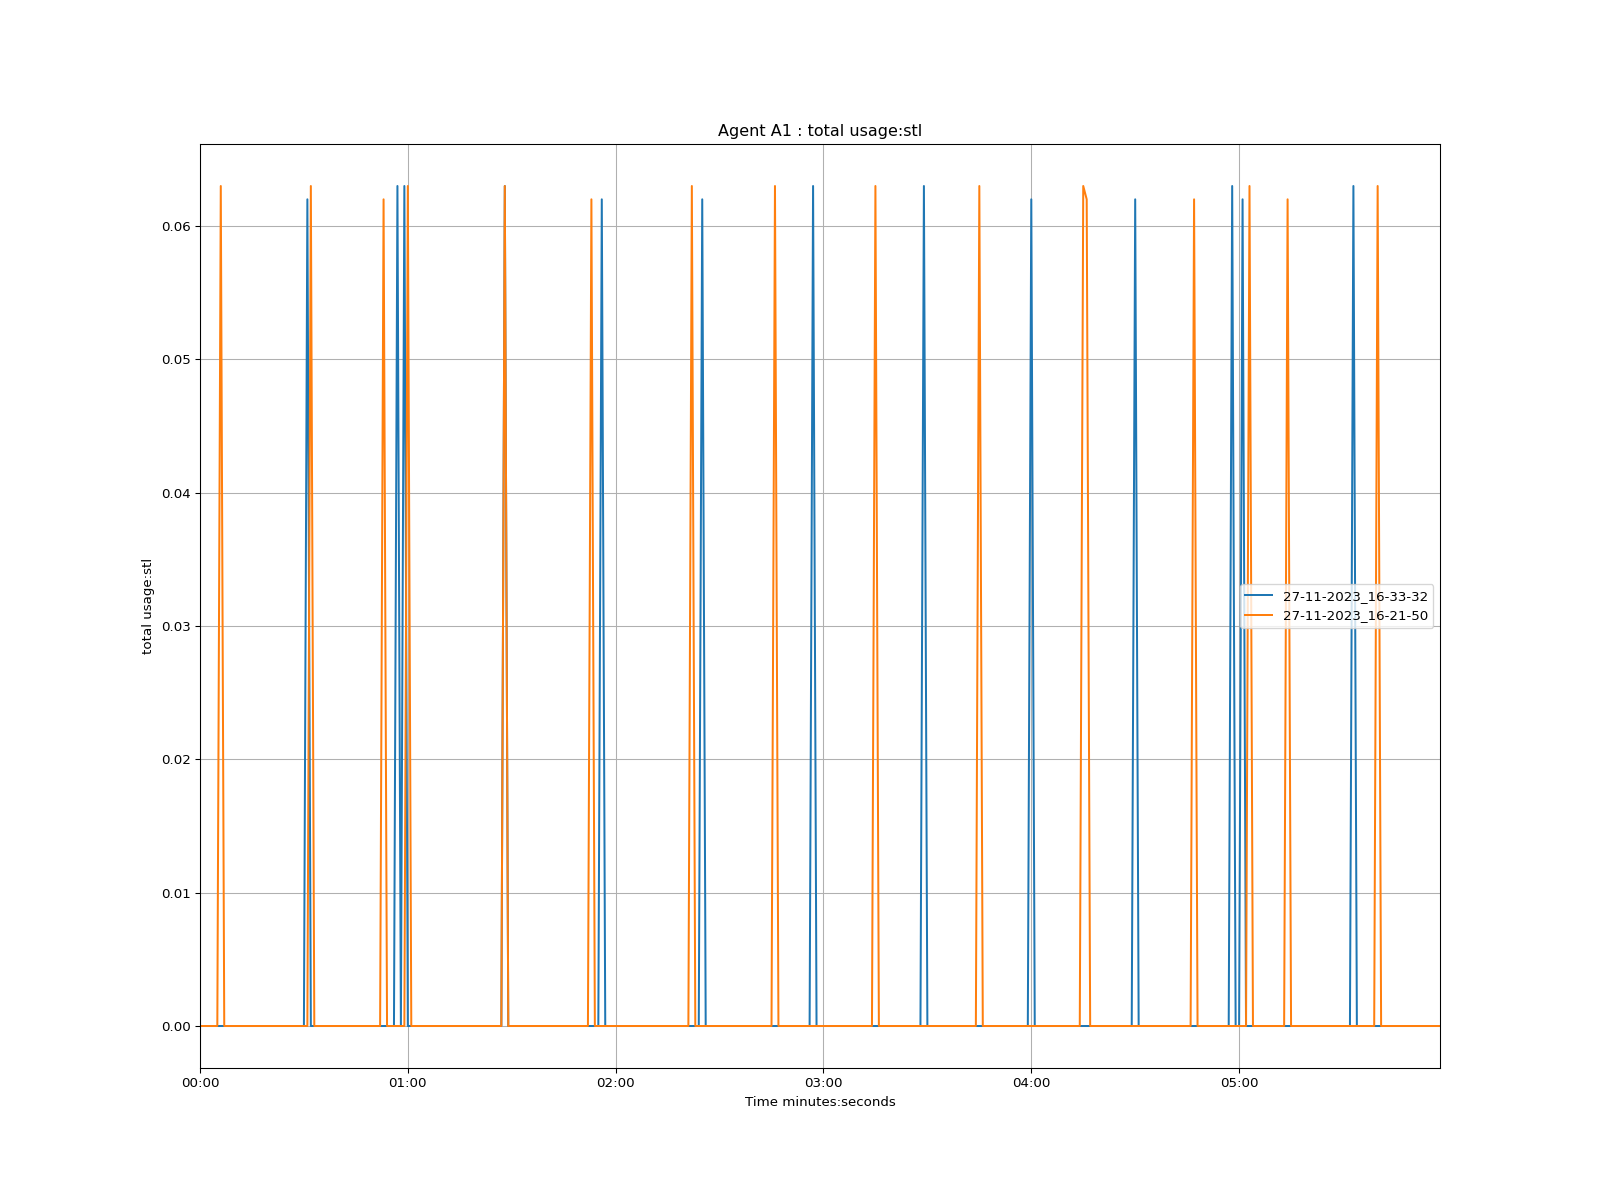 Agent A1 : total usage:stl
total usage:stl
0.06
0.05
0.04
0.03
0.02
0.01
0.00
27-11-2023_16-33-32
27-11-2023_16-21-50
00:00 01:00 02:00 03:00 04:00 05:00
Time minutes:seconds